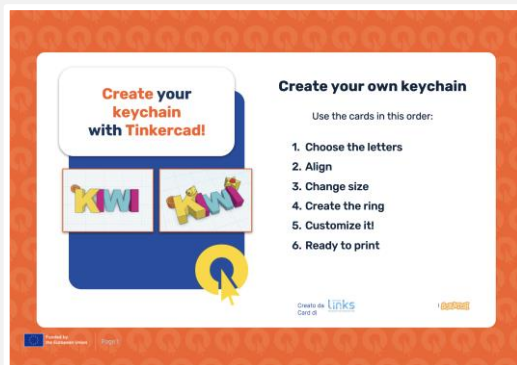 Create your
keychain
with Tinkercad!
KIWI
KIWI
Create your own keychain
Use the cards in this order:
1. Choose the letters
2. Align
3. Change size
4. Create the ring
5. Customize it!
6. Ready to print
Creato da
Card di
Links
Funded by
the European Union